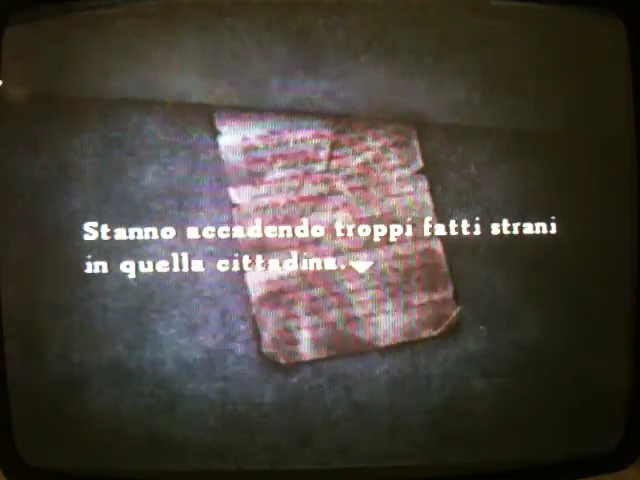 Stanno accadendo troppi fatti strani
in quella cittadina.